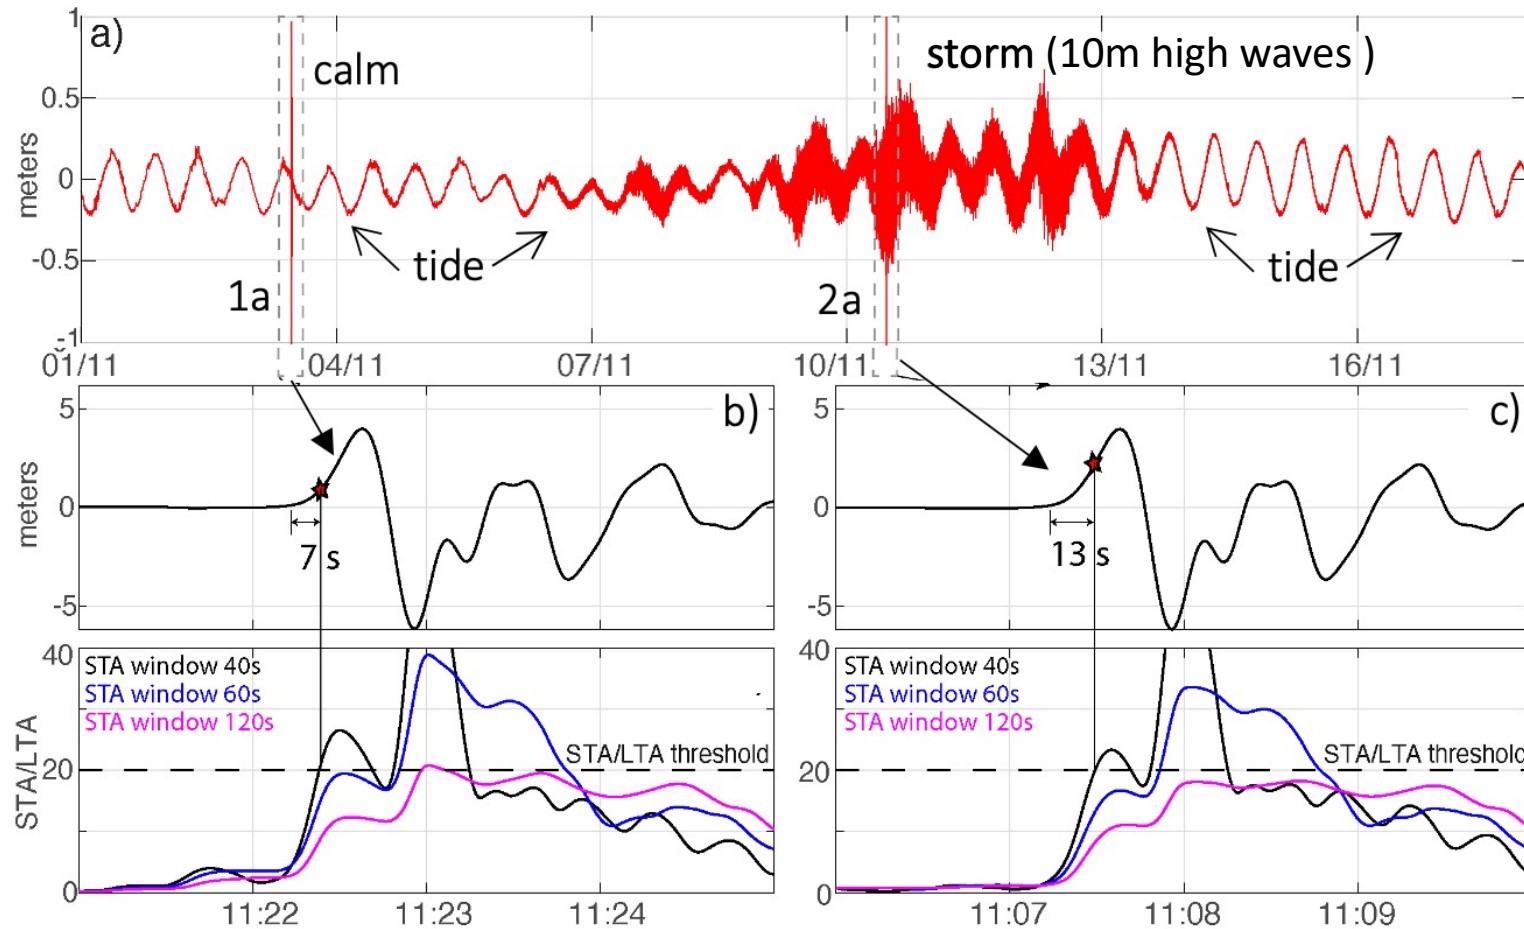 a)
1
0.5
0
-0.5
-1
meters
calm
storm (10m high waves )
tide
tide
1a
2a
01/11 04/11 07/11 10/11 13/11 16/11
b)
5
0
-5
meters
7 s
c)
5
0
-5
13 s
40
20
0
STA/LTA
STA window 40s
STA window 60s
STA window 120s
STA/LTA threshold
11:22 11:23 11:24
40
20
0
STA window 40s
STA window 60s
STA window 120s
STA/LTA threshold
11:07 11:08 11:09